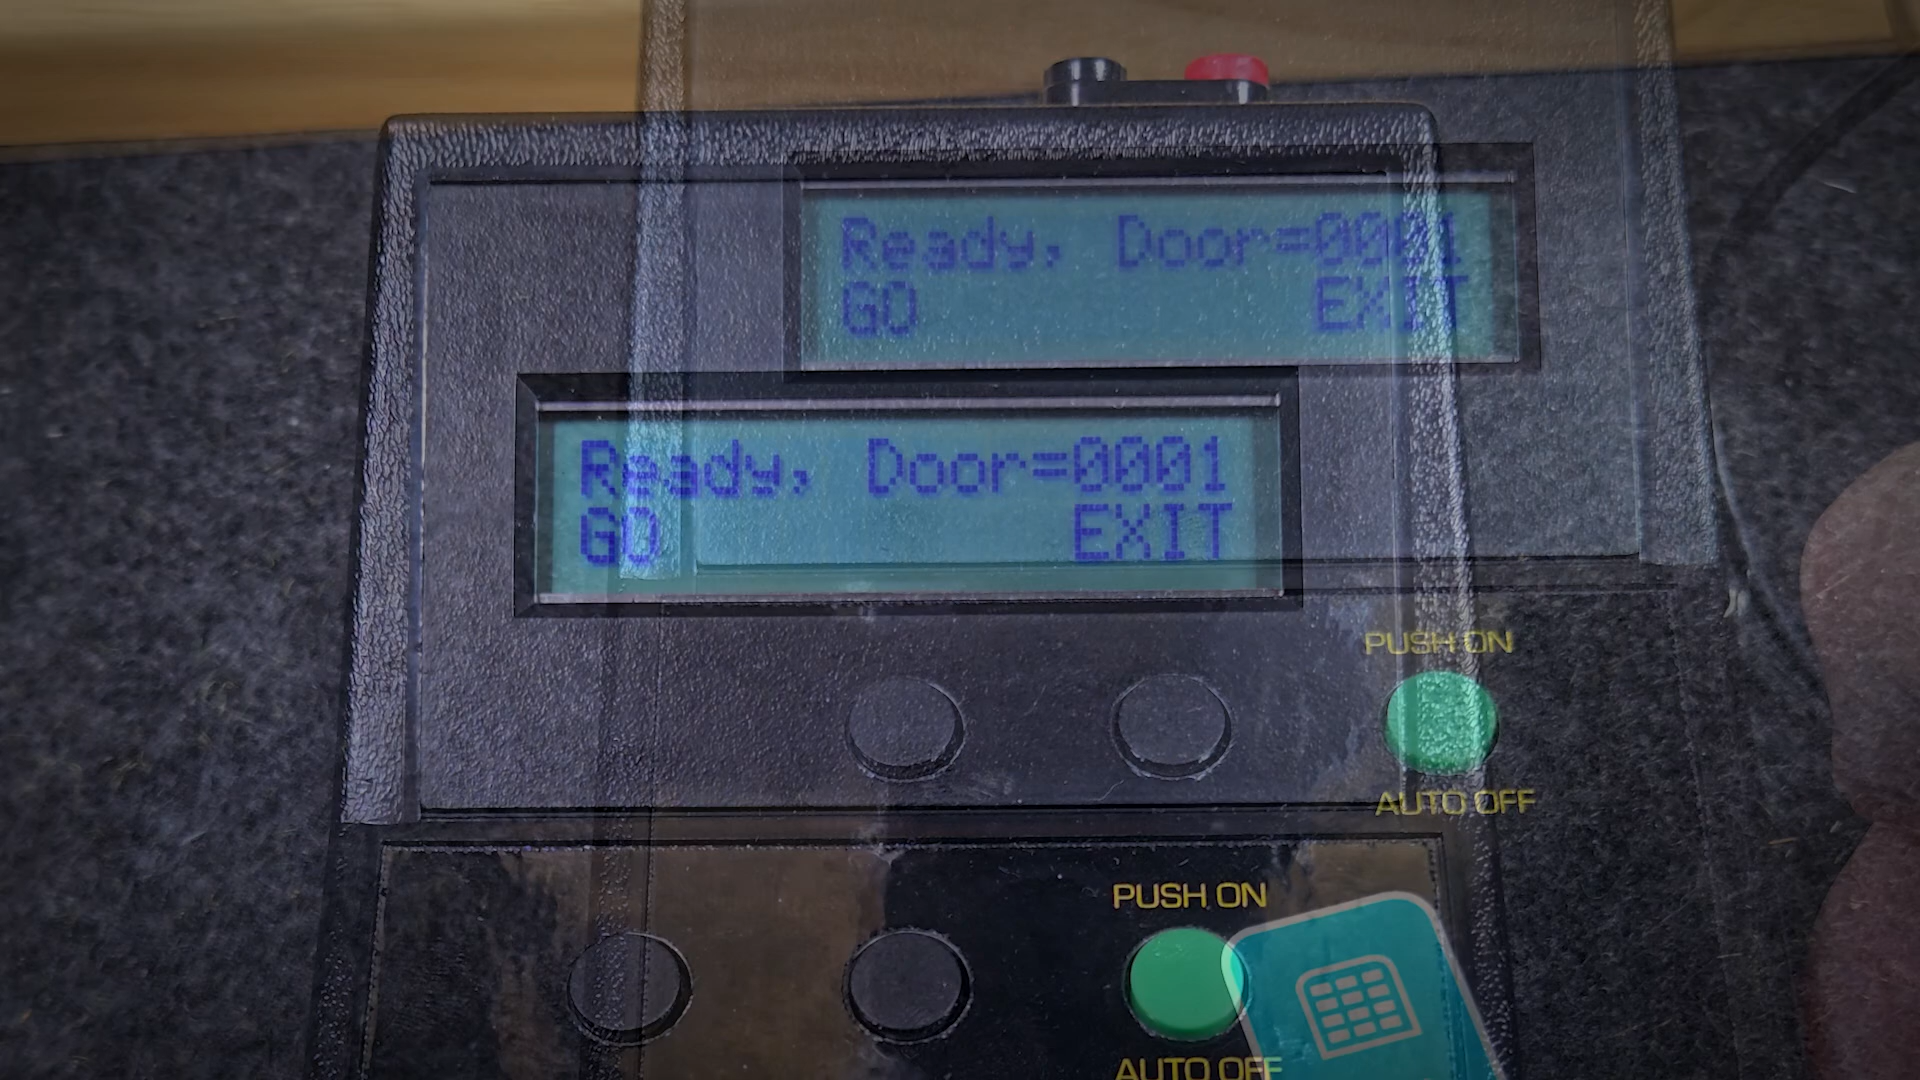 Ready, Door=0001
GO EXIT
Ready, Door=0001
GO EXIT
PUSH ON
AUTO OFF
PUSH ON
AUTO OFF